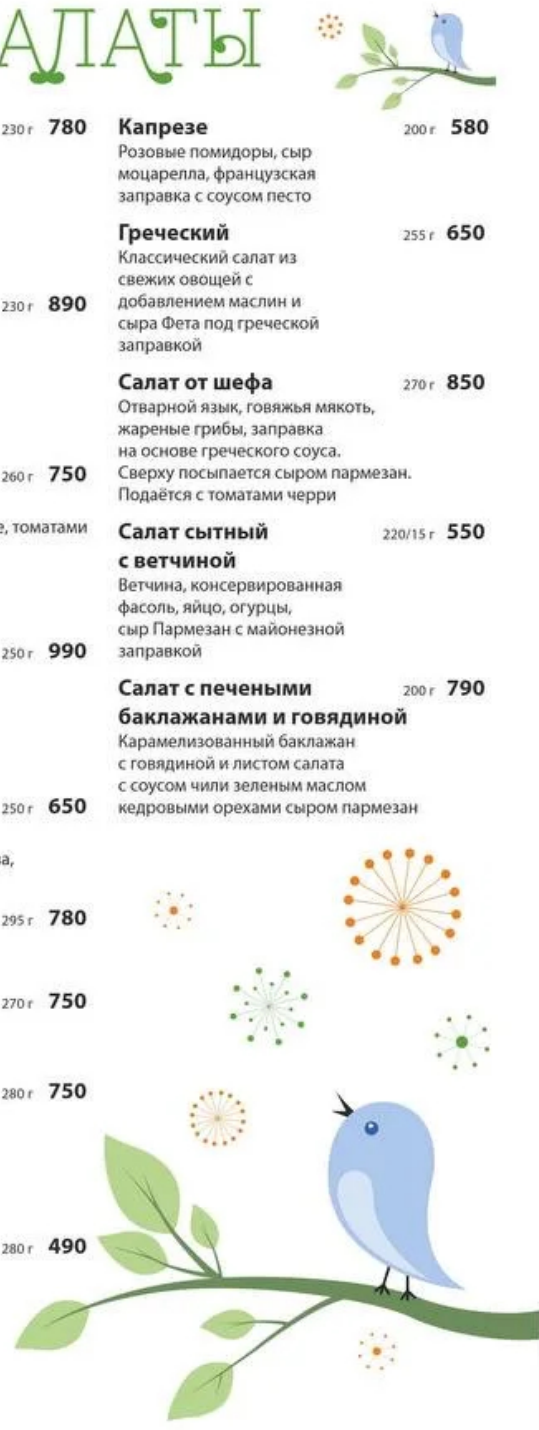 АЛАТЫ
230 г 780
230 г 890
260 г 750
е, томатами
250 г 990
250 г 650
ва,
295 г 780
270 г 750
280 г 750
280 г 490
Капрезе 200 г 580
Розовые помидоры, сыр
моцарелла, французская
заправка с соусом песто
Греческий 255 г 650
Классический салат из
свежих овощей с
добавлением маслин и
сыра Фета под греческой
заправкой
Салат от шефа 270 г 850
Отварной язык, говяжья мякоть,
жареные грибы, заправка
на основе греческого соуса.
Сверху посыпается сыром пармезан.
Подаётся с томатами черри
Салат сытный 220/15 г 550
с ветчиной
Ветчина, консервированная
фасоль, яйцо, огурцы,
сыр Пармезан с майонезной
заправкой
Салат с печеными 200 г 790
баклажанами и говядиной
Карамелизованный баклажан
с говядиной и листом салата
с соусом чили зеленым маслом
кедровыми орехами сыром пармезан